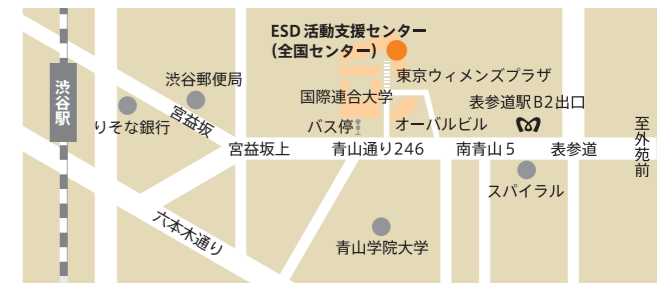 ESD 活動支援センター
(全国センター)
東京ウィメンズプラザ
渋谷郵便局
国際連合大学
表参道駅B2出口
渋谷駅
りそな銀行
宮益坂
バス停
オーバルビル
至外苑前
宮益坂上
青山通り246
南青山5
表参道
スパイラル
六本木通り
青山学院大学